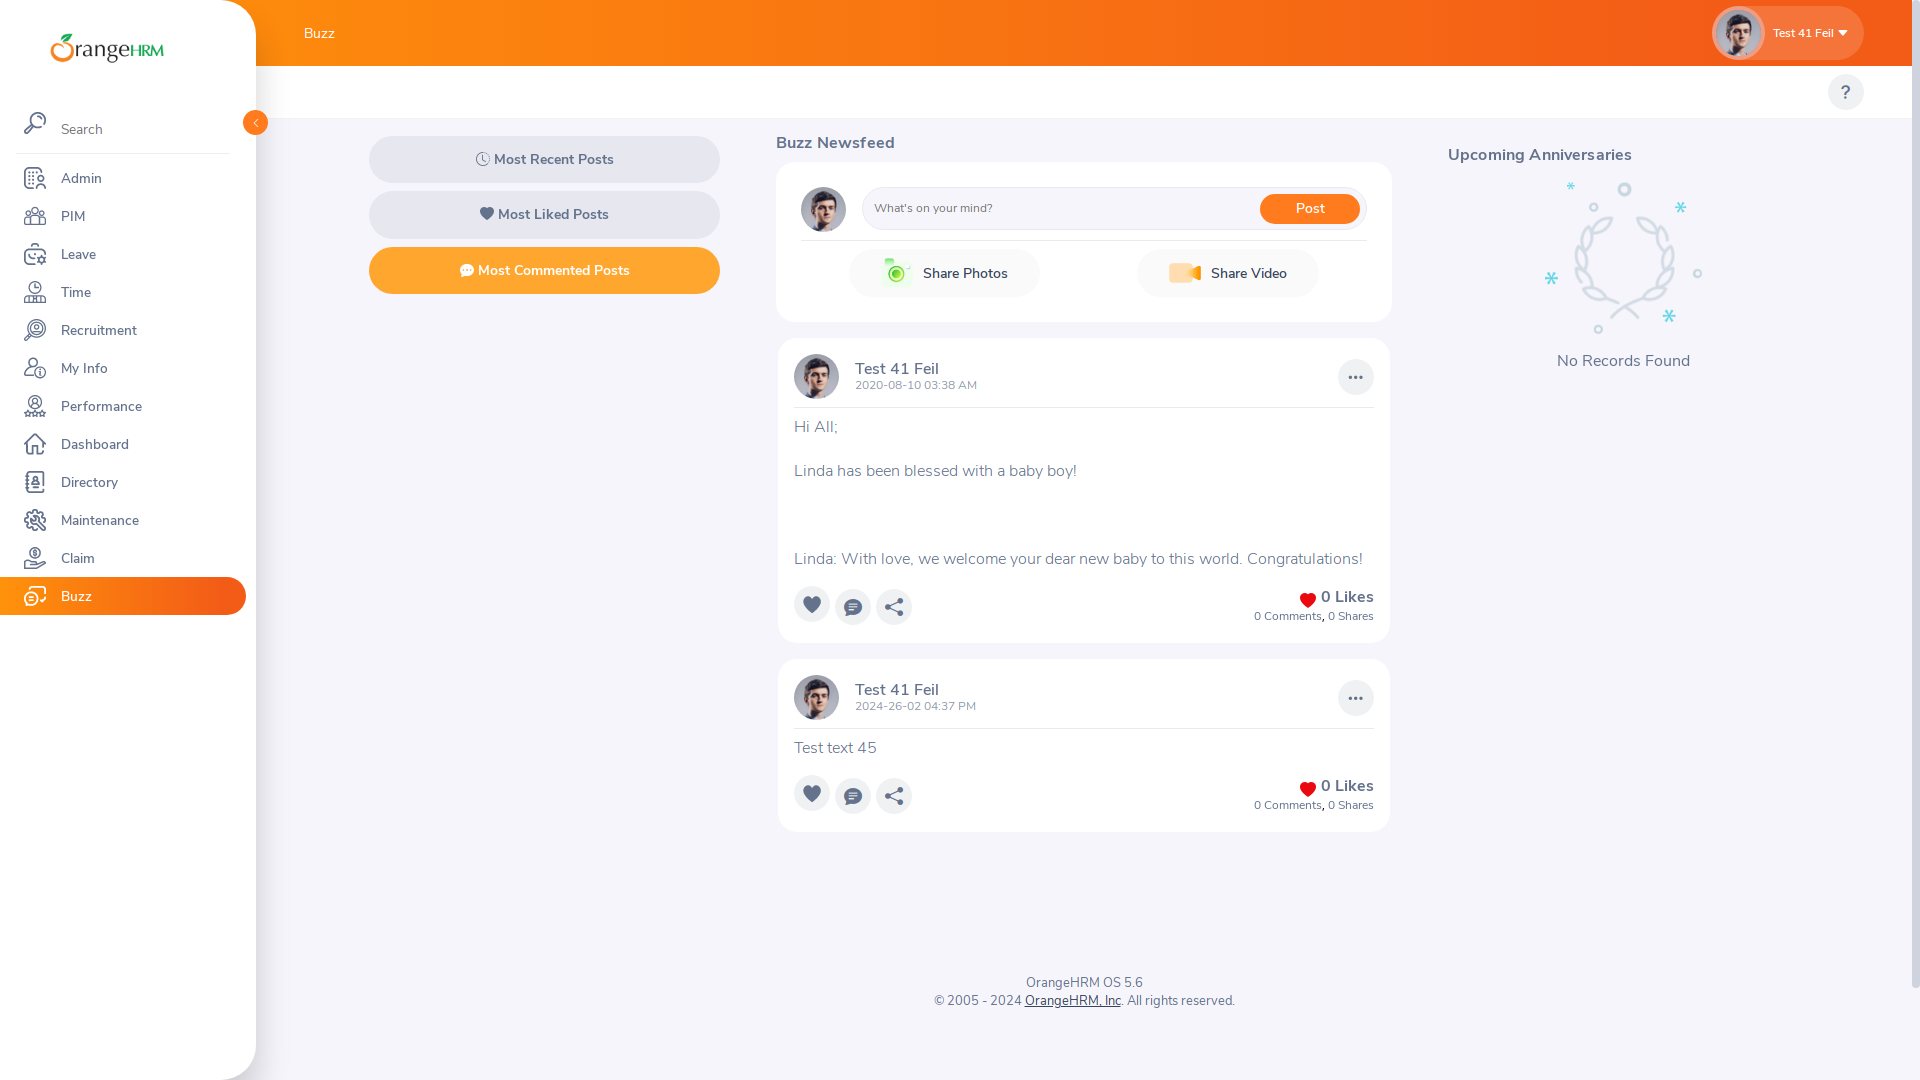 OrangeHRM
Search
Admin
PIM
Leave
Time
Recruitment
My Info
Performance
Dashboard
Directory
Maintenance
Claim
Buzz
Buzz
Test 41 Feil
?
Most Recent Posts
Most Liked Posts
Most Commented Posts
Buzz Newsfeed
What's on your mind?
Post
Share Photos
Share Video
Test 41 Feil
2020-08-10 03:38 AM
Hi All;
Linda has been blessed with a baby boy!
Linda: With love, we welcome your dear new baby to this world. Congratulations!
0 Likes
0 Comments, 0 Shares
Test 41 Feil
2024-26-02 04:37 PM
Test text 45
0 Likes
0 Comments, 0 Shares
Upcoming Anniversaries
No Records Found
OrangeHRM OS 5.6
© 2005 - 2024 OrangeHRM, Inc. All rights reserved.